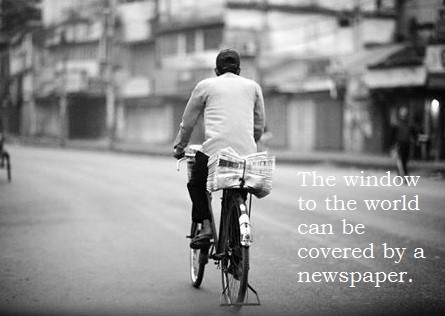 The window
to the world
can be
covered by a
newspaper.